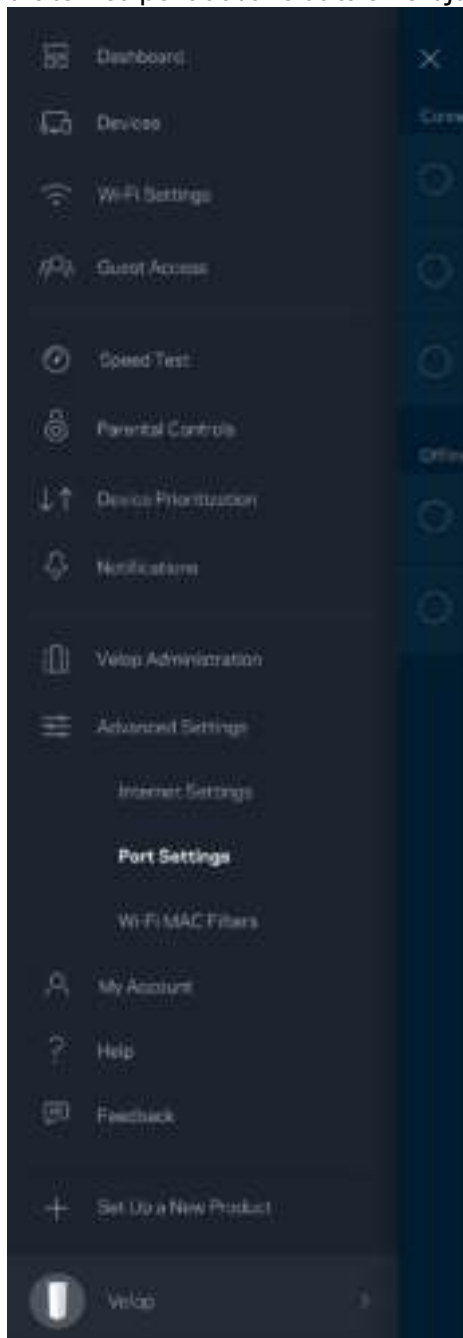 Dashboard
Devices
Wi-Fi Settings
Guest Access
Speed Test
Parental Controls
Device Prioritization
Notifications
Velop Administration
Advanced Settings
Internet Settings
Port Settings
Wi-Fi MAC Filters
My Account
Help
Feedback
Set Up a New Product
Velop